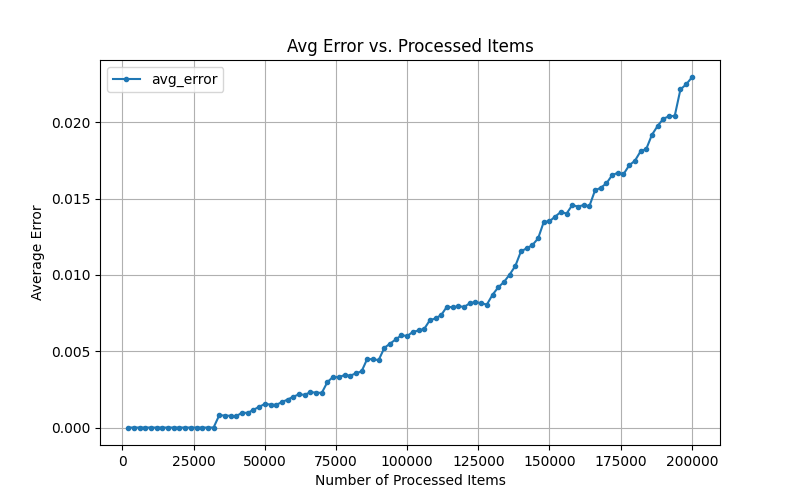 Avg Error vs. Processed Items
avg_error
0.020
0.015
0.010
0.005
0.000
Average Error
0 25000 50000 75000 100000 125000 150000 175000 200000
Number of Processed Items